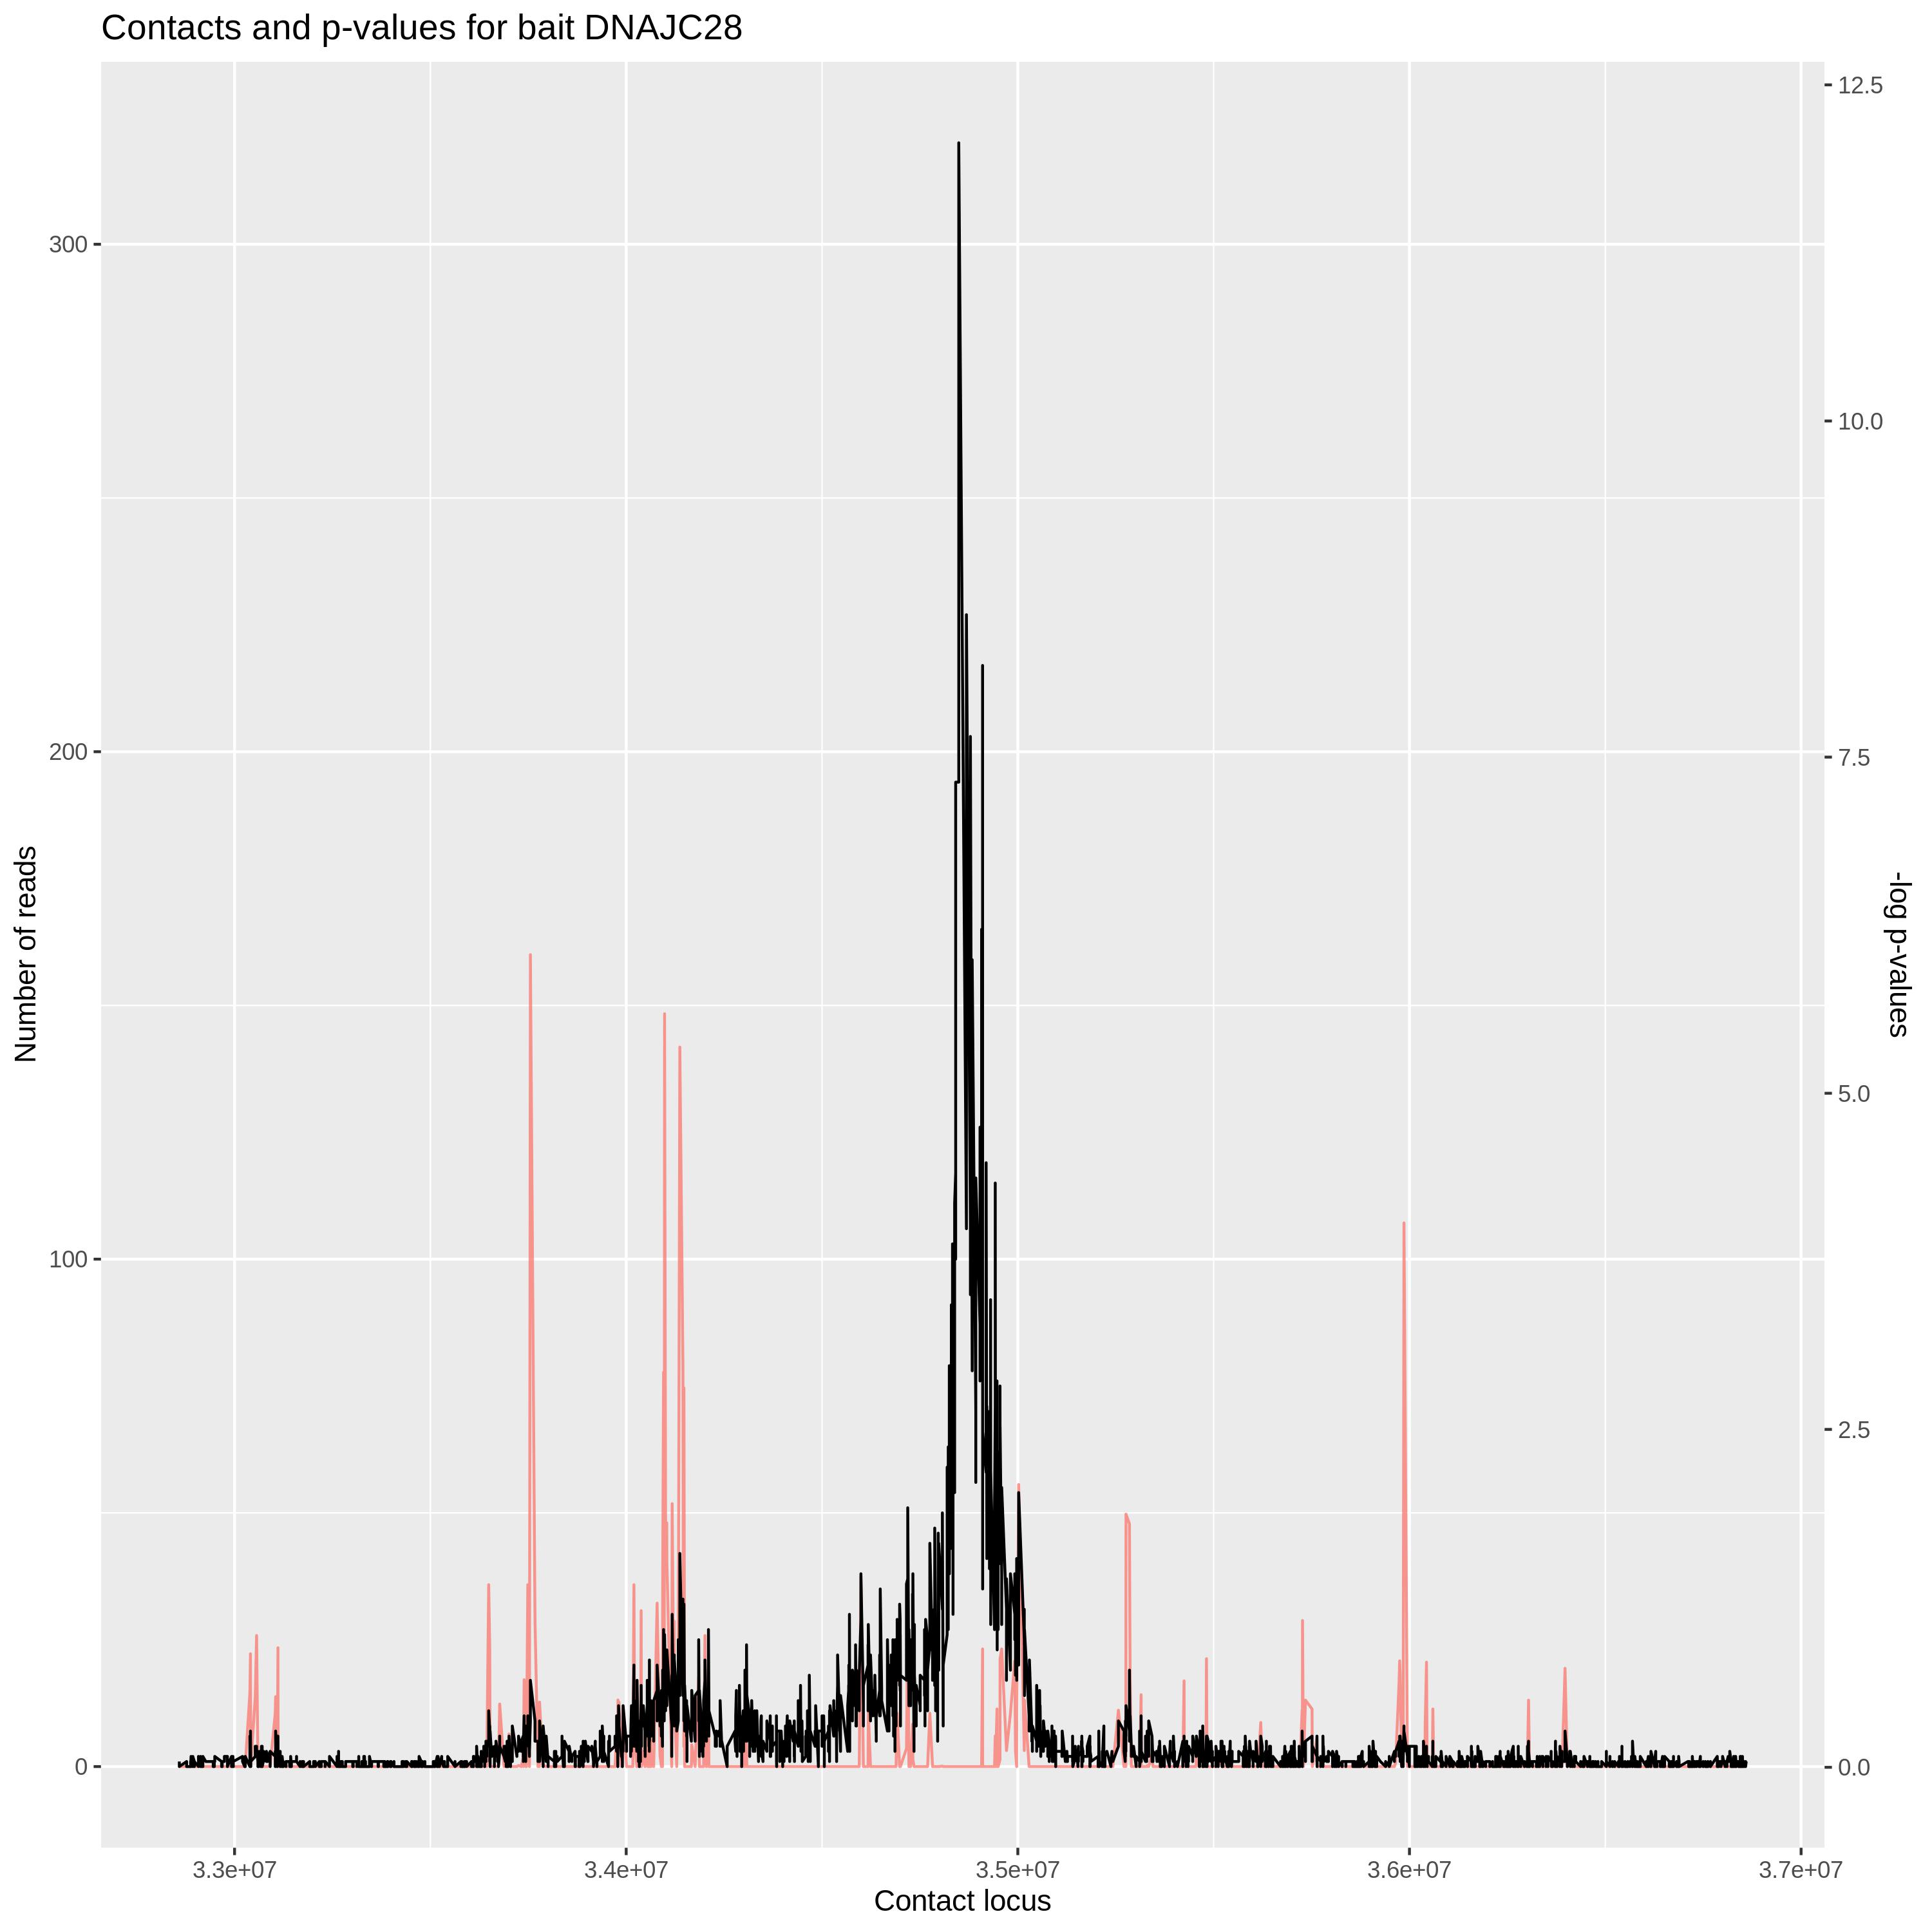 Contacts and p-values for bait DNAJC28
12.5
300
10.0
200
7.5
Number of reads
-log p-values
5.0
100
2.5
0
0.0
3.3e+07 3.4e+07 3.5e+07 3.6e+07 3.7e+07
Contact locus